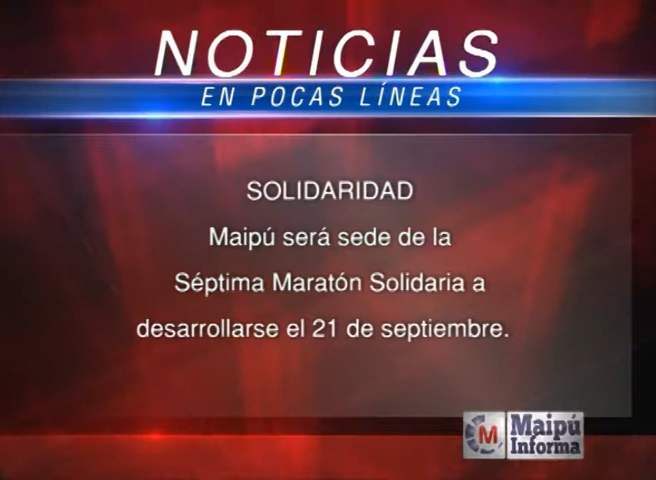 NOTICIAS
EN POCAS LÍNEAS
SOLIDARIDAD
Maipú será sede de la
Séptima Maratón Solidaria a
desarrollarse el 21 de septiembre.
M
Maipú
Informa